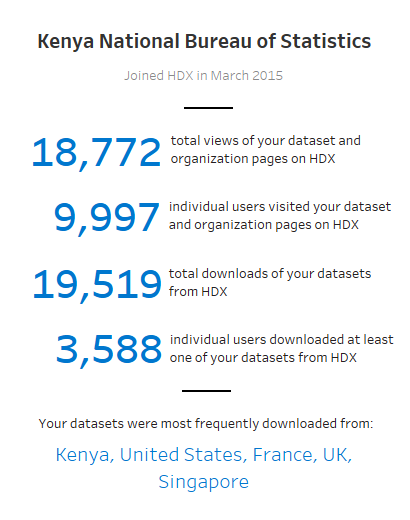 Kenya National Bureau of Statistics
Joined HDX in March 2015
18,772
total views of your dataset and
organization pages on HDX
9,997
individual users visited your dataset
and organization pages on HDX
19,519
total downloads of your datasets
from HDX
3,588
individual users downloaded at least
one of your datasets from HDX
Your datasets were most frequently downloaded from:
Kenya, United States, France, UK,
Singapore